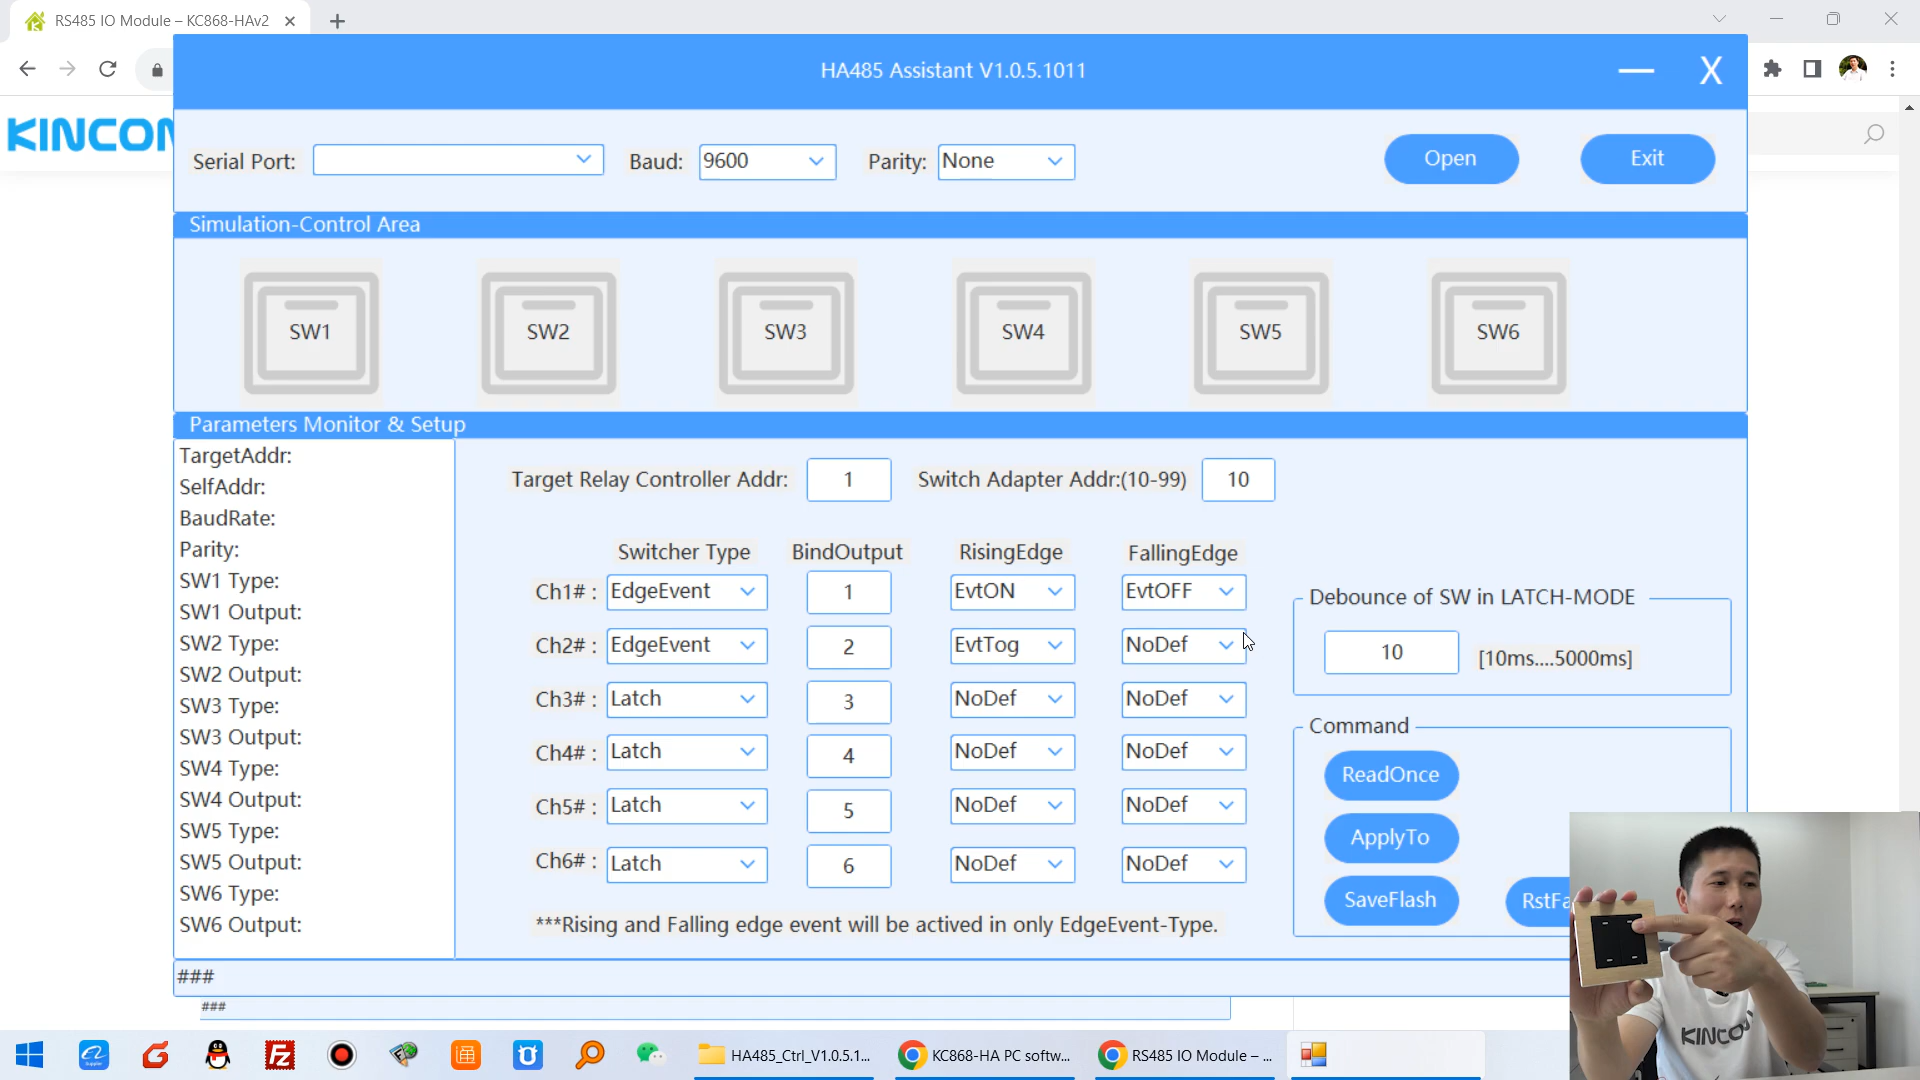 RS485 IO Module – KC868-HAv2
HA485 Assistant V1.0.5.1011
X
KINCON
Serial Port:
Baud: 9600
Parity: None
Open
Exit
Simulation-Control Area
SW1
SW2
SW3
SW4
SW5
SW6
Parameters Monitor & Setup
TargetAddr:
SelfAddr:
BaudRate:
Parity:
SW1 Type:
SW1 Output:
SW2 Type:
SW2 Output:
SW3 Type:
SW3 Output:
SW4 Type:
SW4 Output:
SW5 Type:
SW5 Output:
SW6 Type:
SW6 Output:
Target Relay Controller Addr: 1
Switch Adapter Addr:(10-99) 10
Switcher Type BindOutput RisingEdge FallingEdge
Ch1# : EdgeEvent 1 EvtON EvtOFF
Ch2# : EdgeEvent 2 EvtTog NoDef
Ch3# : Latch 3 NoDef NoDef
Ch4# : Latch 4 NoDef NoDef
Ch5# : Latch 5 NoDef NoDef
Ch6# : Latch 6 NoDef NoDef
***Rising and Falling edge event will be actived in only EdgeEvent-Type.
Debounce of SW in LATCH-MODE
10 [10ms....5000ms]
Command
ReadOnce
ApplyTo
SaveFlash
RstFa
###
###
KINCO
HA485_Ctrl_V1.0.5.1...
KC868-HA PC softw...
RS485 IO Module – ...